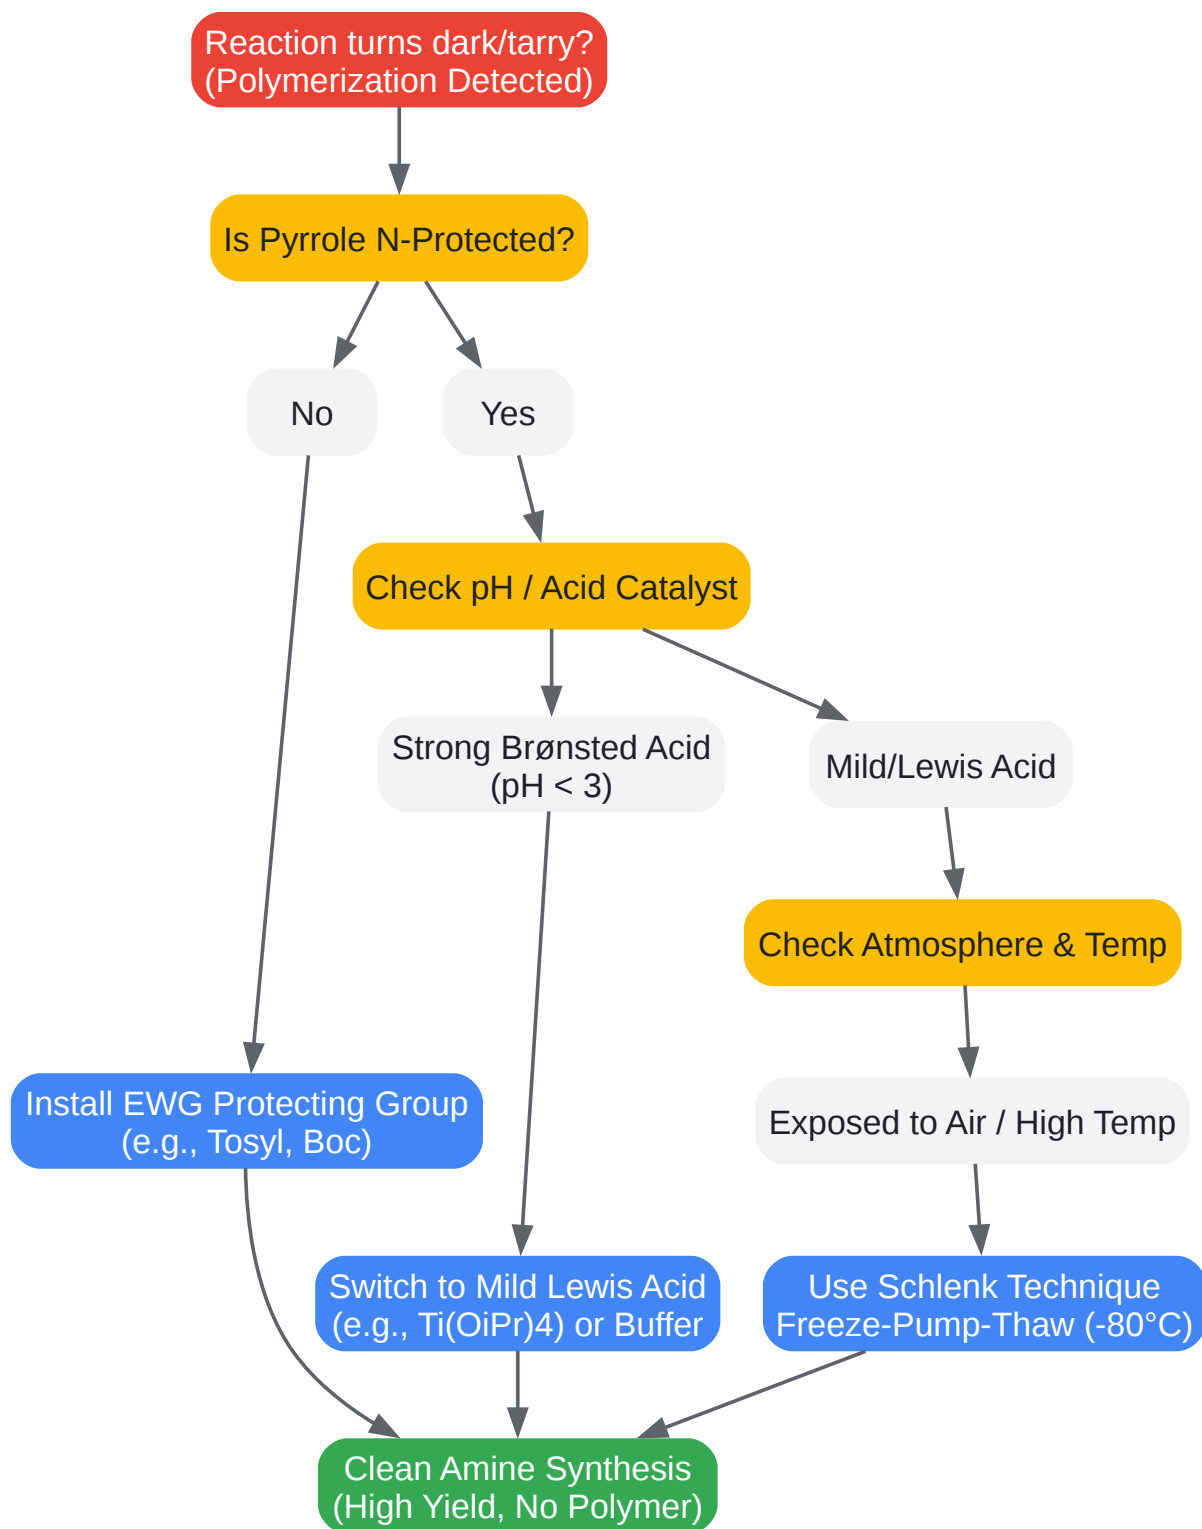 Reaction turns dark/tarry?
(Polymerization Detected)
Is Pyrrole N-Protected?
No
Yes
Check pH / Acid Catalyst
Strong Brønsted Acid
(pH < 3)
Mild/Lewis Acid
Check Atmosphere & Temp
Install EWG Protecting Group
(e.g., Tosyl, Boc)
Exposed to Air / High Temp
Switch to Mild Lewis Acid
(e.g., Ti(OiPr)4) or Buffer
Use Schlenk Technique
Freeze-Pump-Thaw (-80°C)
Clean Amine Synthesis
(High Yield, No Polymer)